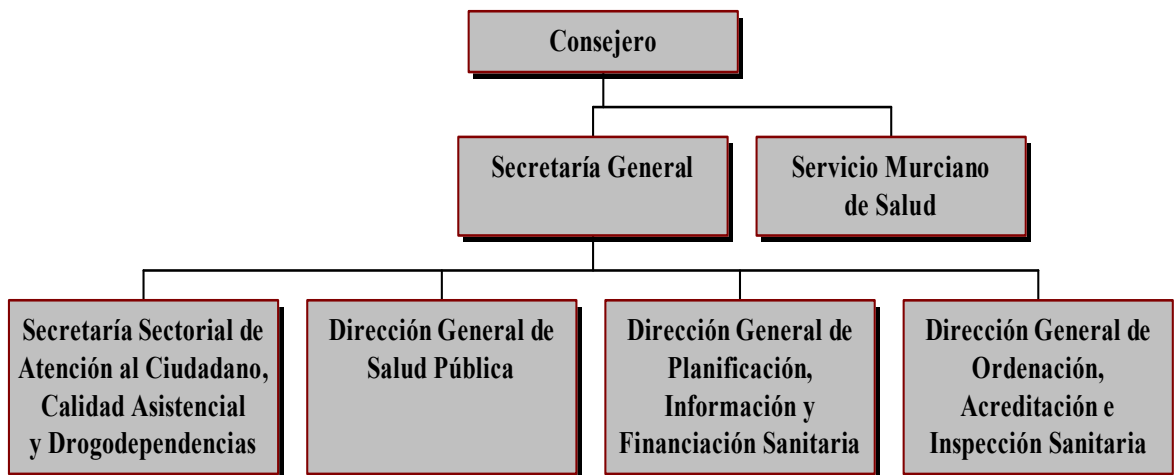 Consejero
Secretaría General
Servicio Murciano
de Salud
Secretaría Sectorial de
Atención al Ciudadano,
Calidad Asistencial
y Drogodependencias
Dirección General de
Salud Pública
Dirección General de
Planificación,
Información y
Financiación Sanitaria
Dirección General de
Ordenación,
Acreditación e
Inspección Sanitaria